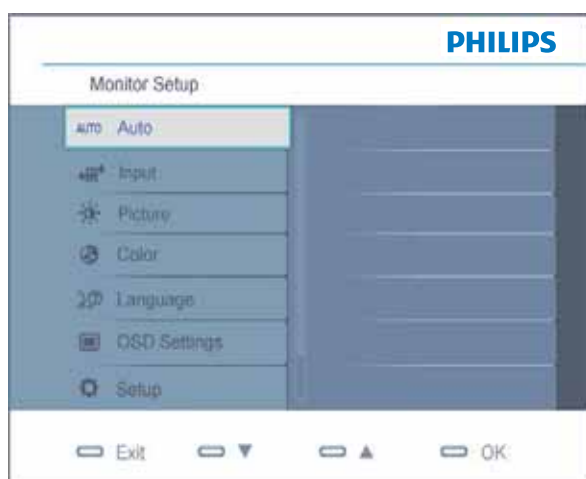 PHILIPS
Monitor Setup
AUTO Auto
Input
Picture
Color
Language
OSD Settings
Setup
Exit ▼ ▲ OK